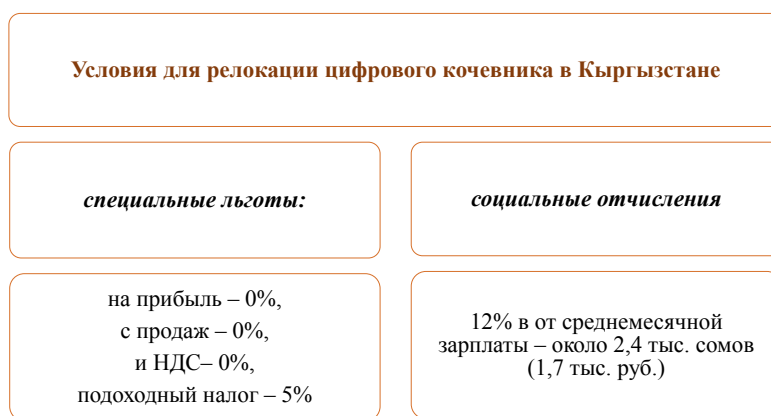 Условия для релокации цифрового кочевника в Кыргызстане
специальные льготы:
социальные отчисления
на прибыль – 0%,
с продаж – 0%,
и НДС– 0%,
подоходный налог – 5%
12% в от среднемесячной
зарплаты – около 2,4 тыс. сомов
(1,7 тыс. руб.)